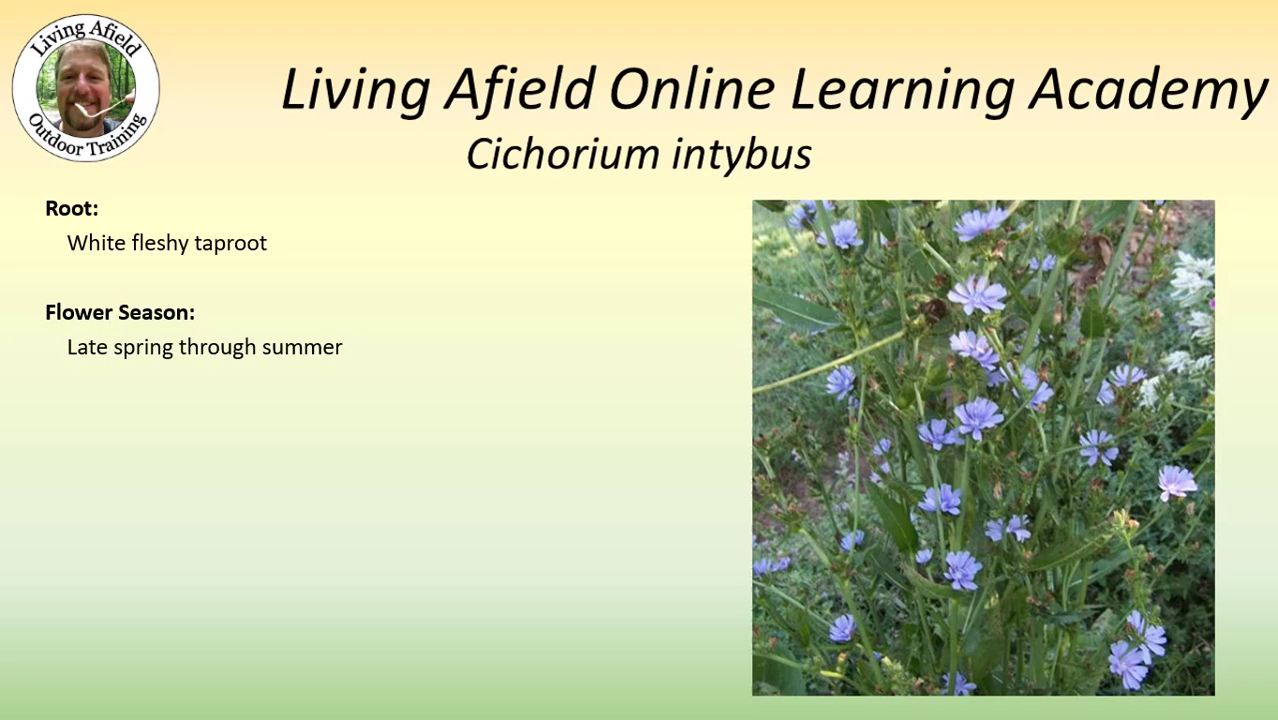 Living Afield
Outdoor Training
Living Afield Online Learning Academy
Cichorium intybus
Root:
White fleshy taproot
Flower Season:
Late spring through summer